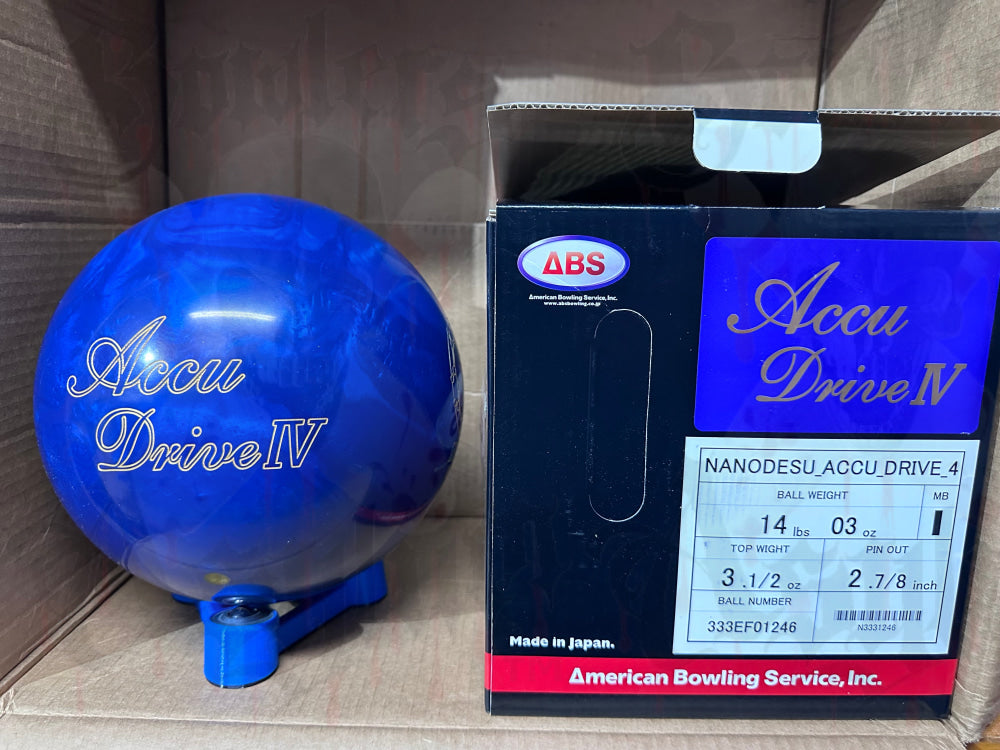 Accu
Drive IV
ABS
American Bowling Service, Inc.
www.absbowling.co.jp
Accu
Drive IV
NANODESU_ACCU_DRIVE_4
BALL WEIGHT
MB
14 lbs 03 oz
I
TOP WIGHT
PIN OUT
3 .1/2 oz
2 .7/8 inch
BALL NUMBER
333EF01246
N3331246
Made in Japan.
American Bowling Service, Inc.